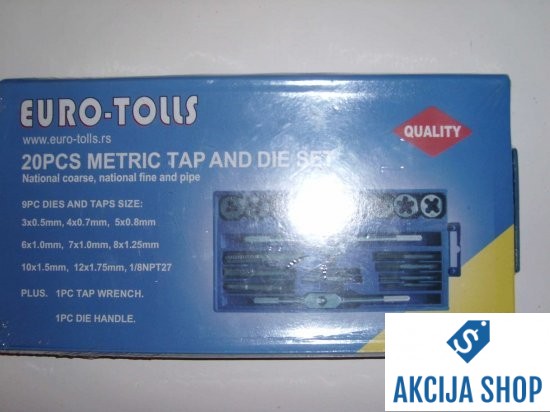 EURO-TOLLS
www.euro-tolls.rs
QUALITY
20PCS METRIC TAP AND DIE SET
National coarse, national fine and pipe
9PC DIES AND TAPS SIZE:
3x0.5mm, 4x0.7mm, 5x0.8mm
6x1.0mm, 7x1.0mm, 8x1.25mm
10x1.5mm, 12x1.75mm, 1/8NPT27
PLUS. 1PC TAP WRENCH.
1PC DIE HANDLE.
$
AKCIJA SHOP